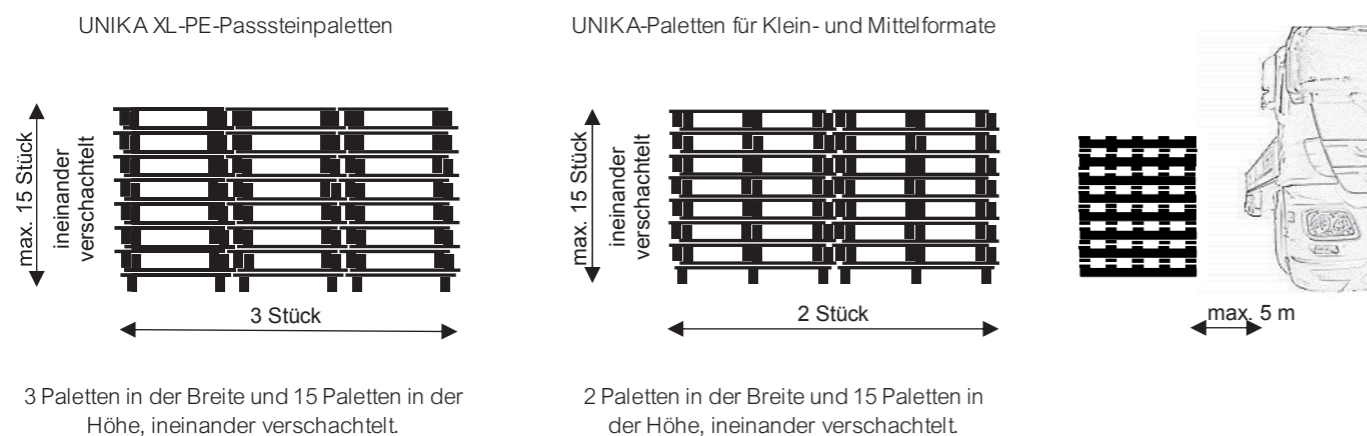 UNIKA XL-PE-Passsteinpaletten
max. 15 Stück
ineinander
verschachtelt
3 Stück
3 Paletten in der Breite und 15 Paletten in der
Höhe, ineinander verschachtelt.
UNIKA-Paletten für Klein- und Mittelformate
max. 15 Stück
ineinander
verschachtelt
2 Stück
2 Paletten in der Breite und 15 Paletten in
der Höhe, ineinander verschachtelt.
max. 5 m